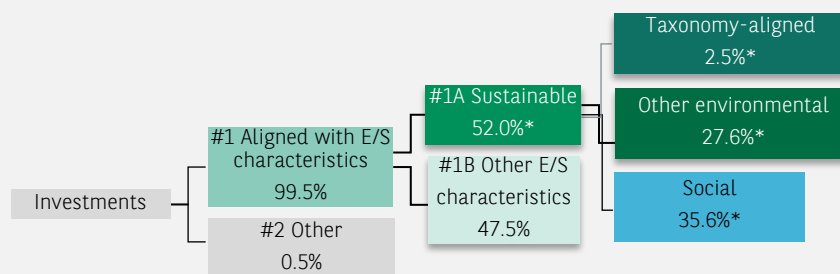 Investments
#1 Aligned with E/S
characteristics
99.5%
#2 Other
0.5%
#1A Sustainable
52.0%*
#1B Other E/S
characteristics
47.5%
Taxonomy-aligned
2.5%*
Other environmental
27.6%*
Social
35.6%*